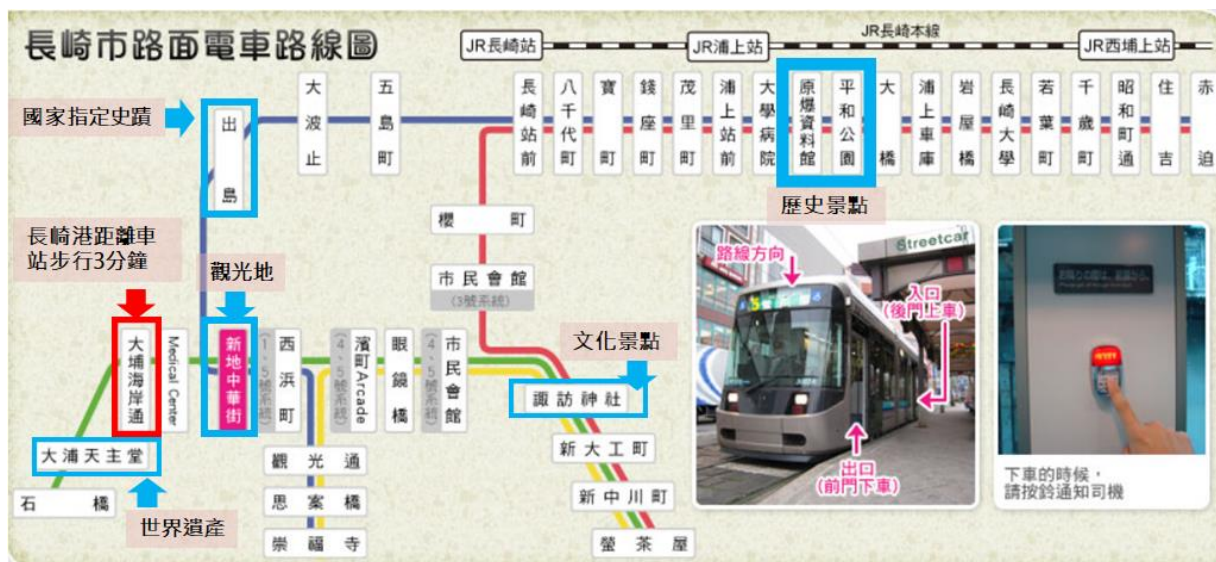 長崎市路面電車路線圖
JR長崎站
JR浦上站
JR長崎本線
JR西埔上站
國家指定史蹟
出島
大波止
五島町
長崎站前
八千代町
寶町
錢座町
茂里町
浦上站前
大學病院
原爆資料館
平和公園
大橋
浦上車庫
岩屋橋
長崎大學
若葉町
千歲町
昭和町通
住吉
赤迫
歷史景點
長崎港距離車
站步行3分鐘
觀光地
櫻町
市民會館
(3號系統)
文化景點
大埔海岸通
Medical Center
新地中華街
西浜町
(1、5號系統)
濱町Arcade
(4、5號系統)
眼鏡橋
市民會館
(4、5號系統)
諏訪神社
新大工町
新中川町
螢茶屋
大浦天主堂
石橋
世界遺產
觀光通
思案橋
崇福寺
Streetcar
路線方向
入口
(後門上車)
出口
(前門下車)
下車的時候，
請按鈴通知司機